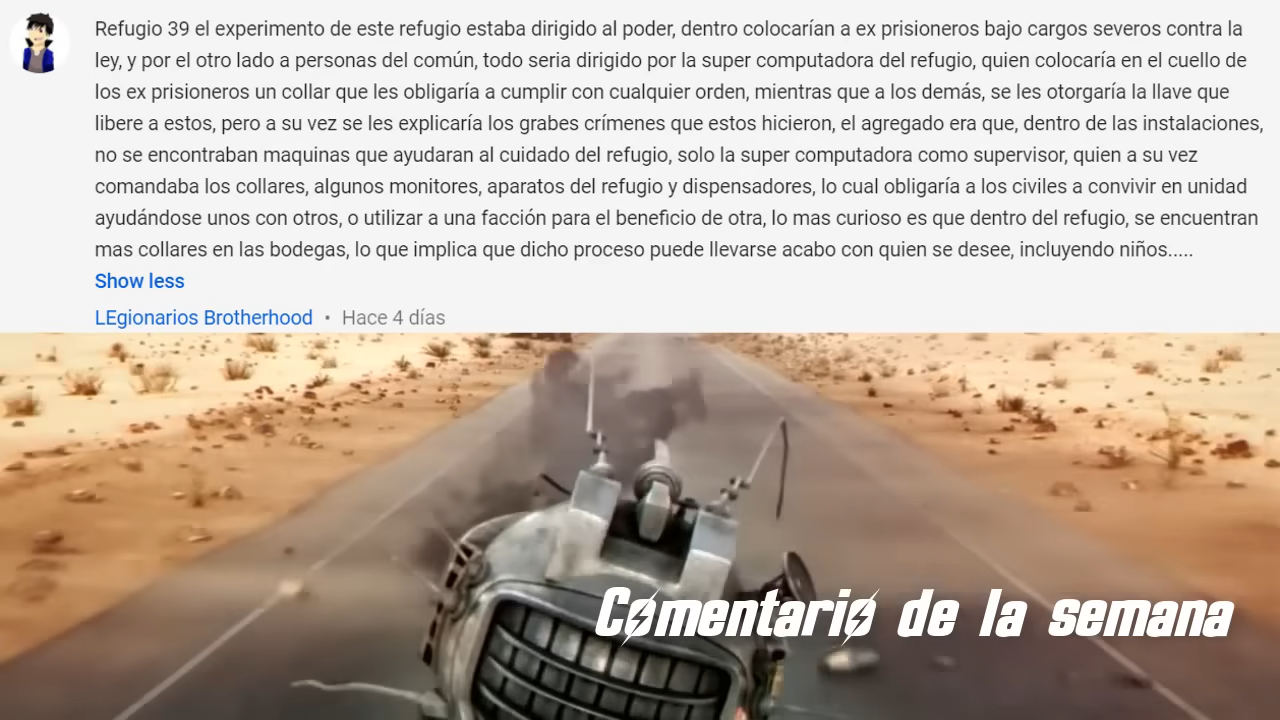 Refugio 39 el experimento de este refugio estaba dirigido al poder, dentro colocarían a ex prisioneros bajo cargos severos contra la
ley, y por el otro lado a personas del común, todo seria dirigido por la super computadora del refugio, quien colocaría en el cuello de
los ex prisioneros un collar que les obligaría a cumplir con cualquier orden, mientras que a los demás, se les otorgaría la llave que
libere a estos, pero a su vez se les explicaría los grabes crímenes que estos hicieron, el agregado era que, dentro de las instalaciones,
no se encontraban maquinas que ayudaran al cuidado del refugio, solo la super computadora como supervisor, quien a su vez
comandaba los collares, algunos monitores, aparatos del refugio y dispensadores, lo cual obligaría a los civiles a convivir en unidad
ayudándose unos con otros, o utilizar a una facción para el beneficio de otra, lo mas curioso es que dentro del refugio, se encuentran
mas collares en las bodegas, lo que implica que dicho proceso puede llevarse acabo con quien se desee, incluyendo niños.....
Show less
LEgionarios Brotherhood • Hace 4 días
Comentario de la semana